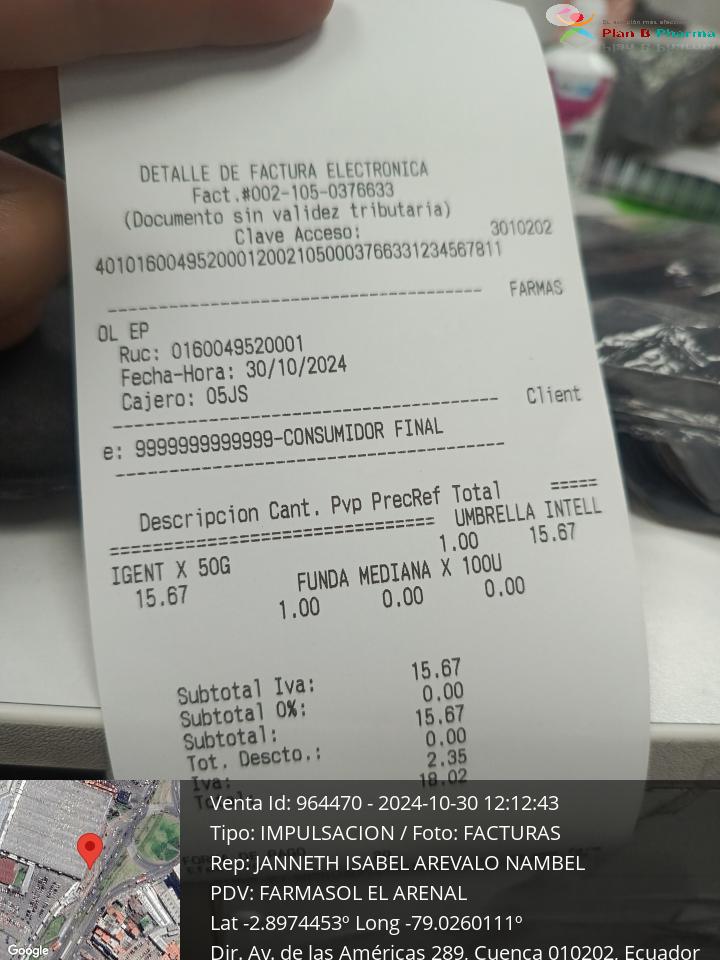 Plan B Pharma
DETALLE DE FACTURA ELECTRONICA
Fact.#002-105-0376633
(Documento sin validez tributaria)
Clave Acceso: 3010202
401016004952000120021050003766331234567811
FARMAS
OL EP
Ruc: 0160049520001
Fecha-Hora: 30/10/2024
Cajero: 05JS
Client
e: 9999999999999-CONSUMIDOR FINAL
Descripcion Cant. Pvp PrecRef Total
UMBRELLA INTELL
IGENT X 50G 1.00 15.67
15.67 FUNDA MEDIANA X 100U
1.00 0.00 0.00
Subtotal Iva: 15.67
Subtotal 0%: 0.00
Subtotal: 15.67
Tot. Descto.: 0.00
Iva: 2.35
18.02
Venta Id: 964470 - 2024-10-30 12:12:43
Tipo: IMPULSACION / Foto: FACTURAS
Rep: JANNETH ISABEL AREVALO NAMBEL
PDV: FARMASOL EL ARENAL
Lat -2.8974453º Long -79.0260111º
Dir. Av. de las Américas 289, Cuenca 010202, Ecuador
Google